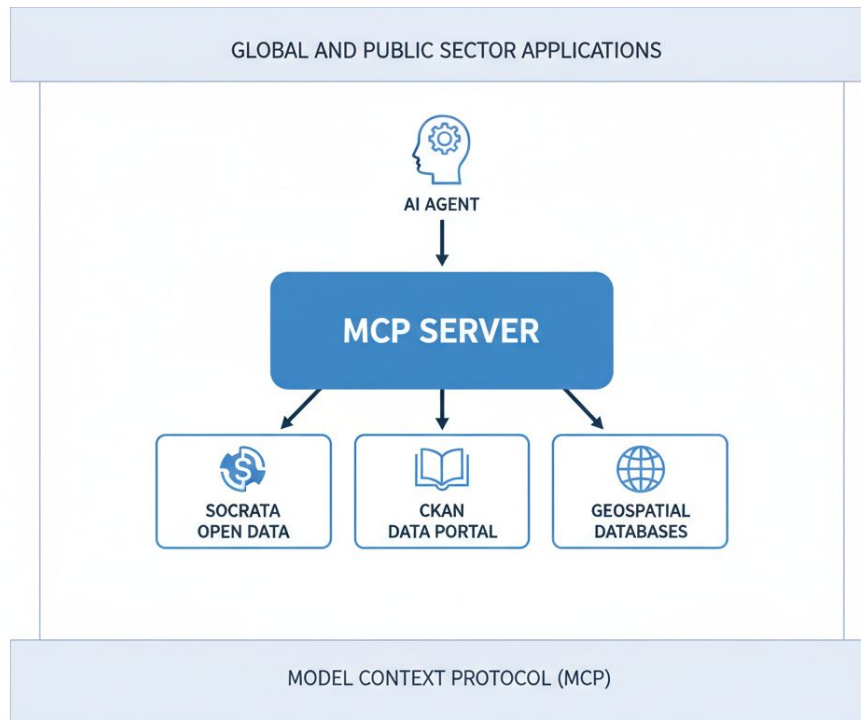 GLOBAL AND PUBLIC SECTOR APPLICATIONS
AI AGENT
MCP SERVER
$
SOCRATA
OPEN DATA
CKAN
DATA PORTAL
GEOSPATIAL
DATABASES
MODEL CONTEXT PROTOCOL (MCP)